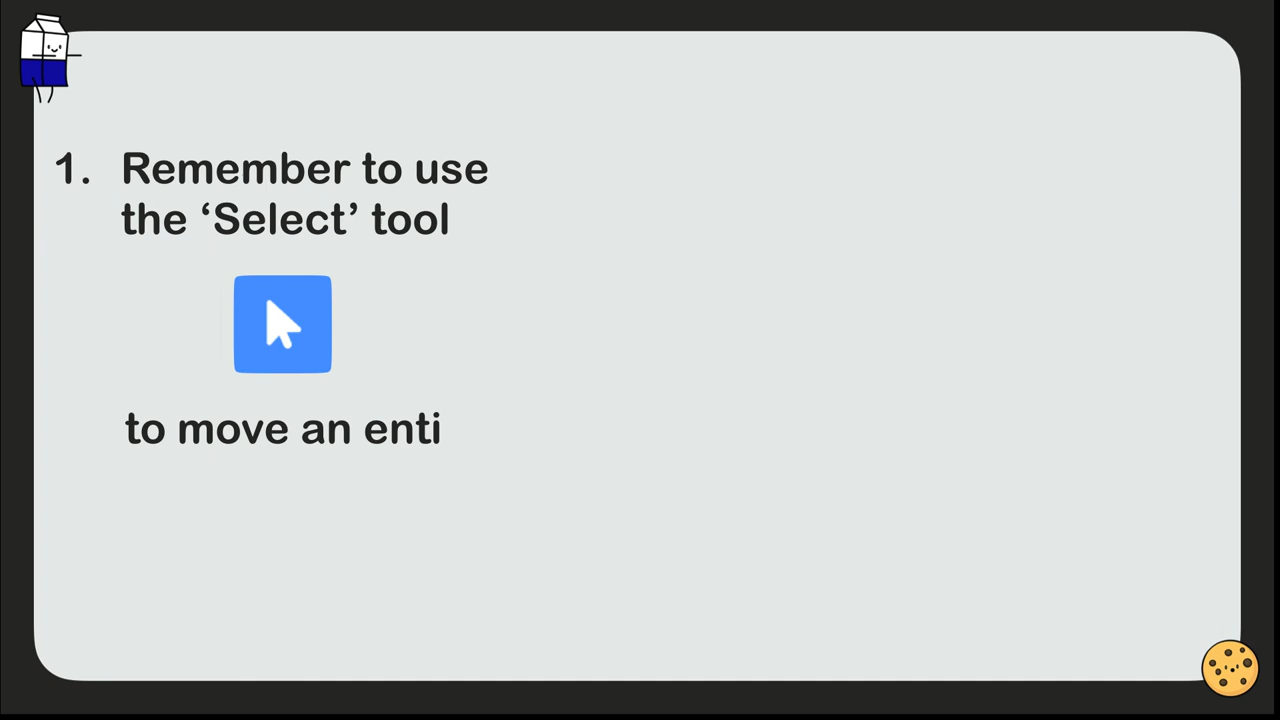 1. Remember to use
the ‘Select’ tool
to move an enti